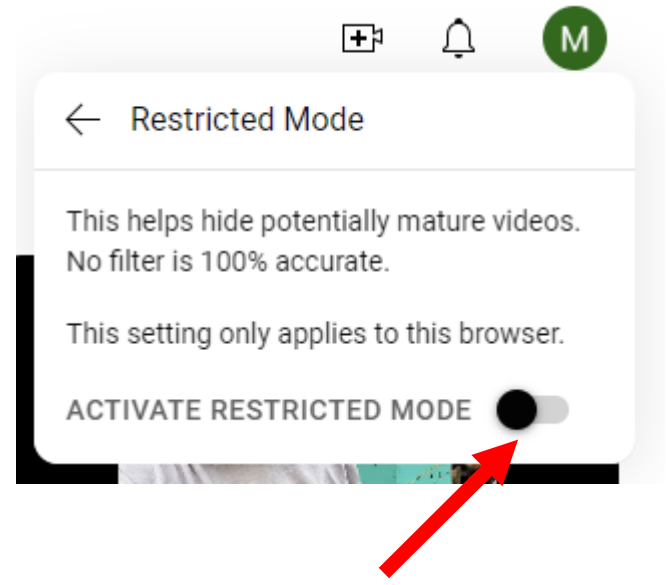 M
Restricted Mode
This helps hide potentially mature videos.
No filter is 100% accurate.
This setting only applies to this browser.
ACTIVATE RESTRICTED MODE